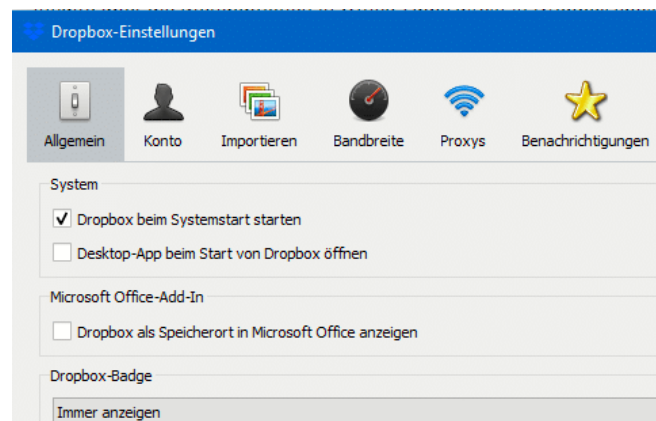 Dropbox-Einstellungen
Allgemein Konto Importieren Bandbreite Proxys Benachrichtigungen
System
Dropbox beim Systemstart starten
Desktop-App beim Start von Dropbox öffnen
Microsoft Office-Add-In
Dropbox als Speicherort in Microsoft Office anzeigen
Dropbox-Badge
Immer anzeigen